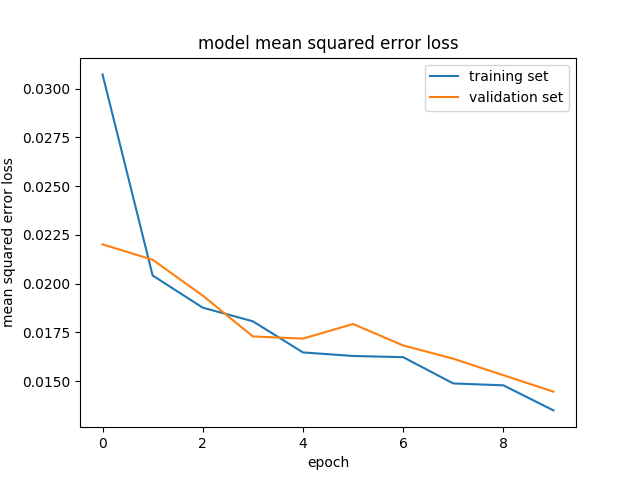 model mean squared error loss
training set
validation set
0.0300
0.0275
0.0250
0.0225
0.0200
0.0175
0.0150
mean squared error loss
0 2 4 6 8
epoch